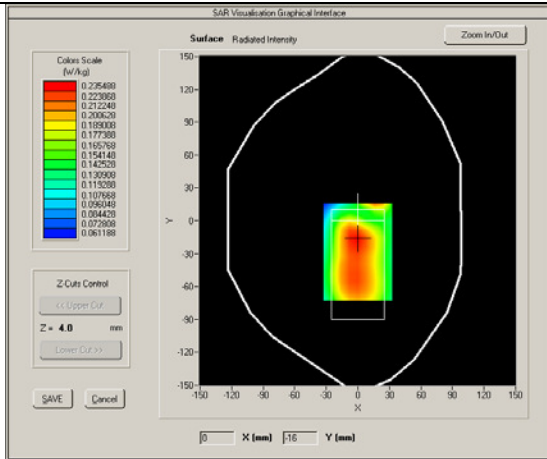 SAR Visualisation Graphical Interface
Surface Radiated Intensity
Zoom In/Out
Colors Scale
(W/kg)
0.235488
0.223868
0.212248
0.200628
0.189008
0.177388
0.165768
0.154148
0.142528
0.130908
0.119288
0.107668
0.096048
0.084428
0.072808
0.061188
Z-Cuts Control
<< Upper Cut
Z = 4.0 mm
Lower Cut >>
SAVE Cancel
150
120
90
60
30
Y 0
-30
-60
-90
-120
-150
-150 -120 -90 -60 -30 0 30 60 90 120 150
X
0 X (mm) -16 Y (mm)